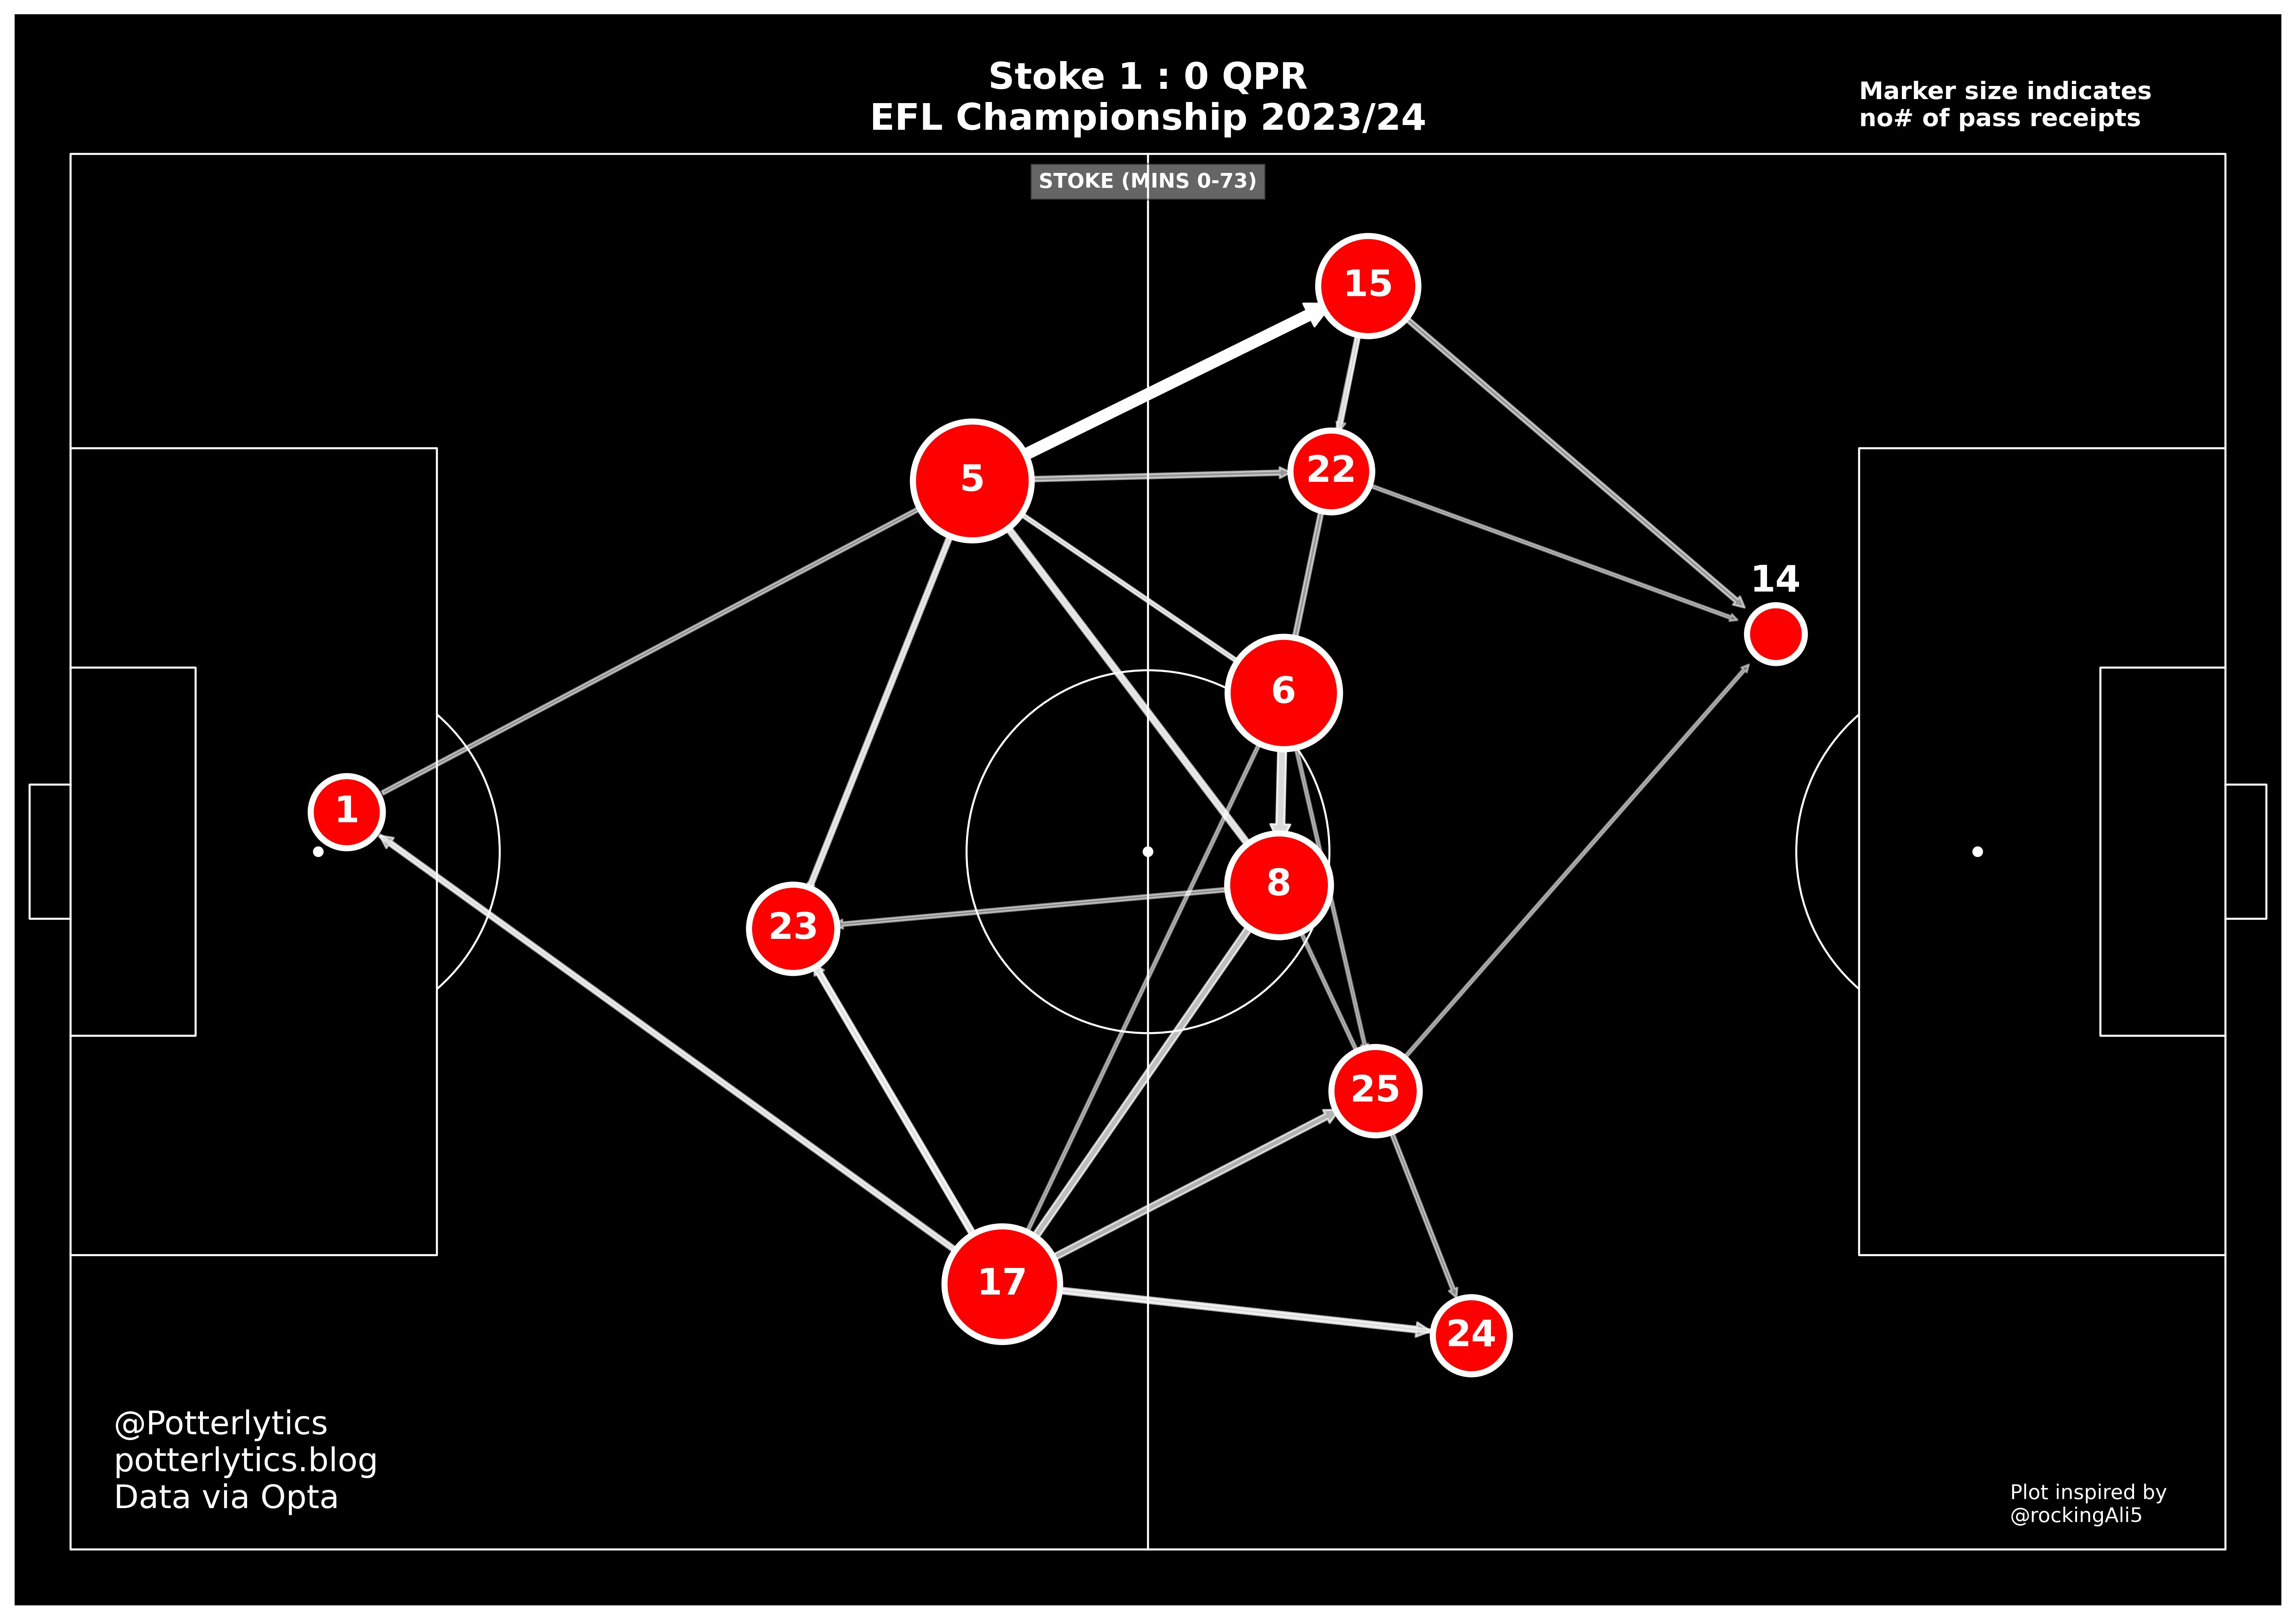 Stoke 1 : 0 QPR
EFL Championship 2023/24
Marker size indicates
no# of pass receipts
STOKE (MINS 0-73)
15
5
22
14
6
1
8
23
25
17
24
@Potterlytics
potterlytics.blog
Data via Opta
Plot inspired by
@rockingAli5